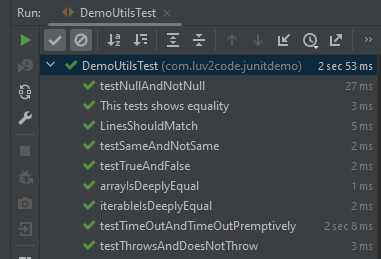 Run: DemoUtilsTest
DemoUtilsTest (com.luv2code.junitdemo) 2 sec 53 ms
testNullAndNotNull 27 ms
This tests shows equality 3 ms
LinesShouldMatch 5 ms
testSameAndNotSame 2 ms
testTrueAndFalse 2 ms
arrayIsDeeplyEqual 1 ms
iterableIsDeeplyEqual 2 ms
testTimeOutAndTimeOutPremptively 2 sec 8 ms
testThrowsAndDoesNotThrow 3 ms